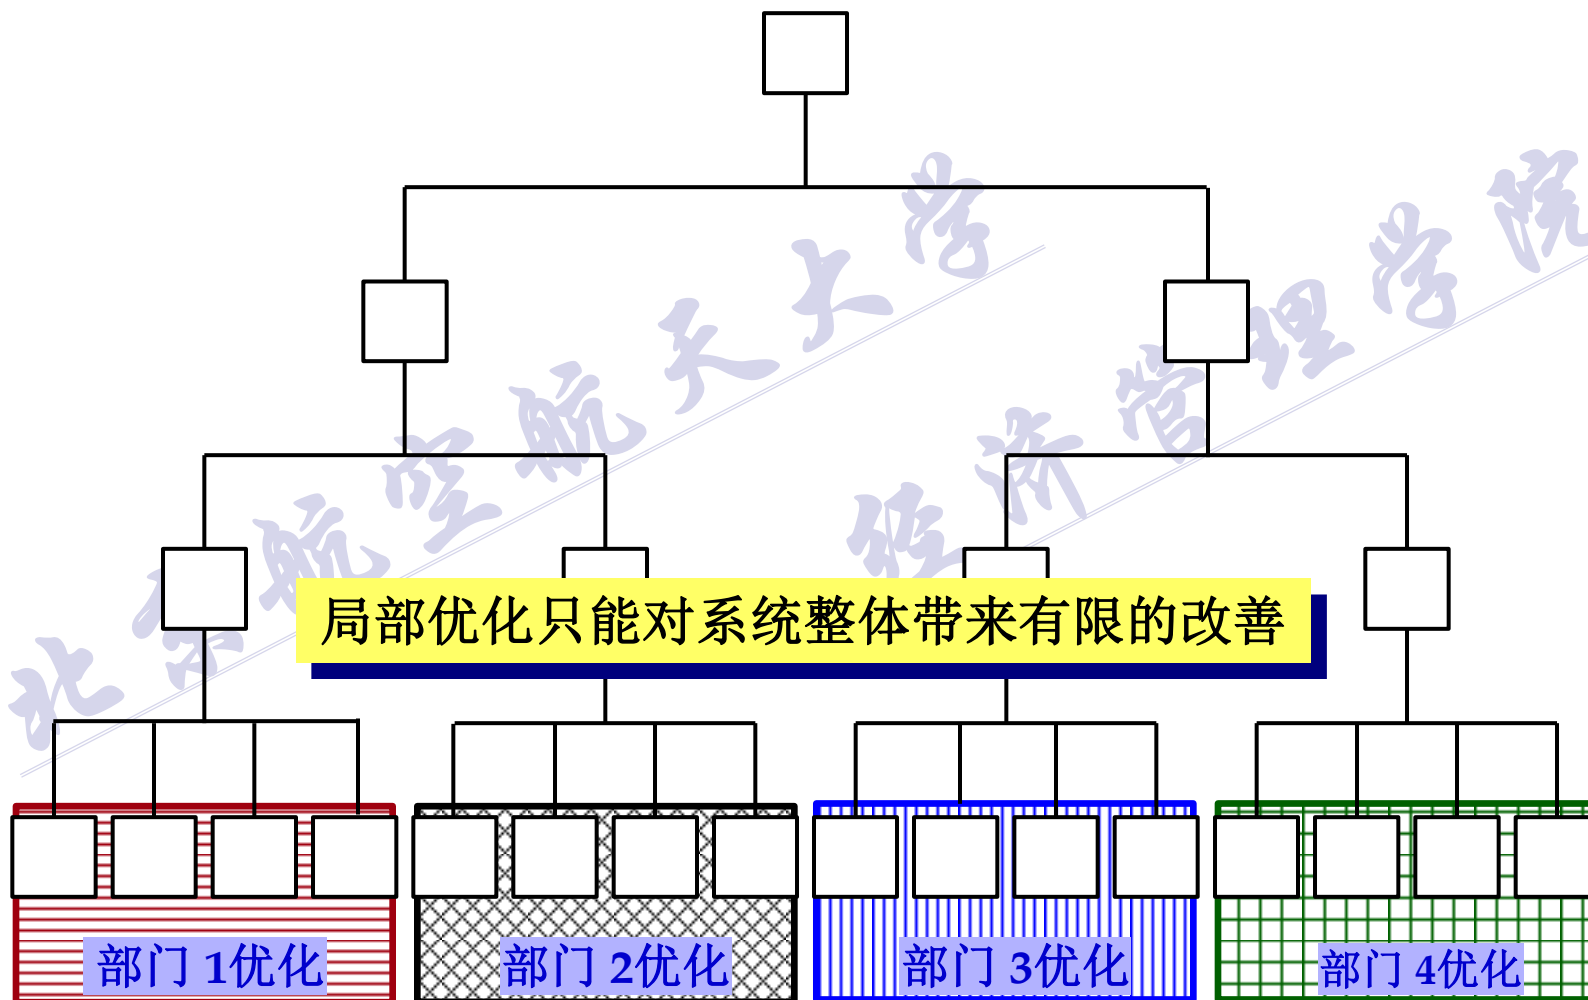 北京航空航天大学
经济管理学院
局部优化只能对系统整体带来有限的改善
部门 1优化
部门 2优化
部门 3优化
部门 4优化